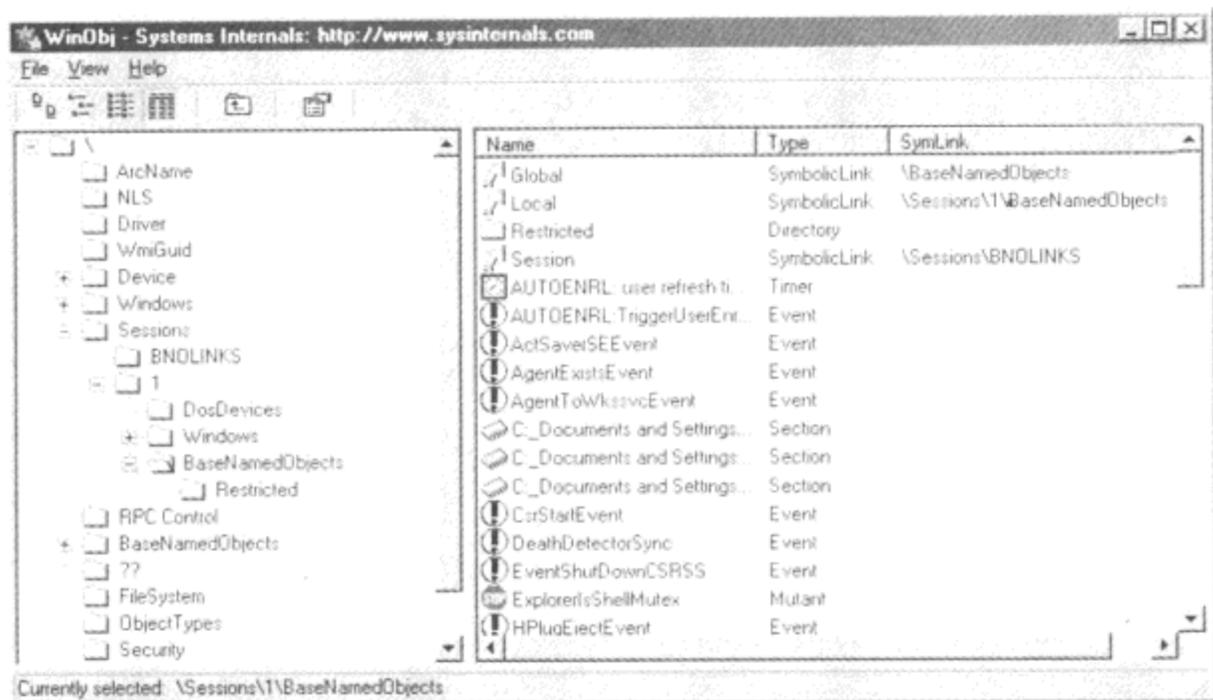 WinObj - Systems Internals: http://www.sysinternals.com
File View Help
\
ArcName
NLS
Driver
WmiGuid
Device
Windows
Sessions
BNOLINKS
1
DosDevices
Windows
BaseNamedObjects
Restricted
RPC Control
BaseNamedObjects
??
FileSystem
ObjectTypes
Security
Name Type SymLink
Global SymbolicLink \BaseNamedObjects
Local SymbolicLink \Sessions\1\BaseNamedObjects
Restricted Directory
Session SymbolicLink \Sessions\BNOLINKS
AUTOENRL: user refresh ti... Timer
AUTOENRL:TriggerUserEnr... Event
ActSaverSEEvent Event
AgentExistsEvent Event
AgentToWkssvcEvent Event
C:_Documents and Settings... Section
C:_Documents and Settings... Section
C:_Documents and Settings... Section
CsrStartEvent Event
DeathDetectorSync Event
EventShutDownCSRSS Event
ExplorerIsShellMutex Mutant
HPlugEjectEvent Event
Currently selected: \Sessions\1\BaseNamedObjects